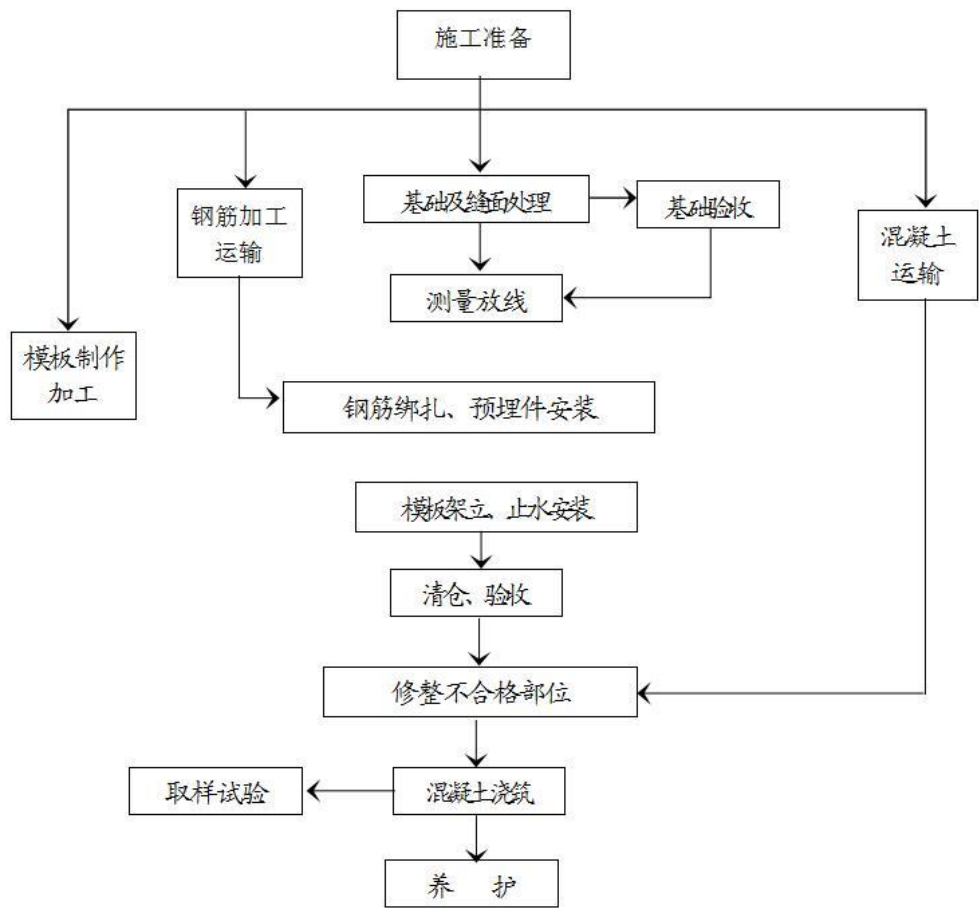 施工准备
基础及缝面处理
基础验收
钢筋加工
运输
混凝土
运输
测量放线
模板制作
加工
钢筋绑扎、预埋件安装
模板架立、止水安装
清仓、验收
修整不合格部位
取样试验
混凝土浇筑
养 护